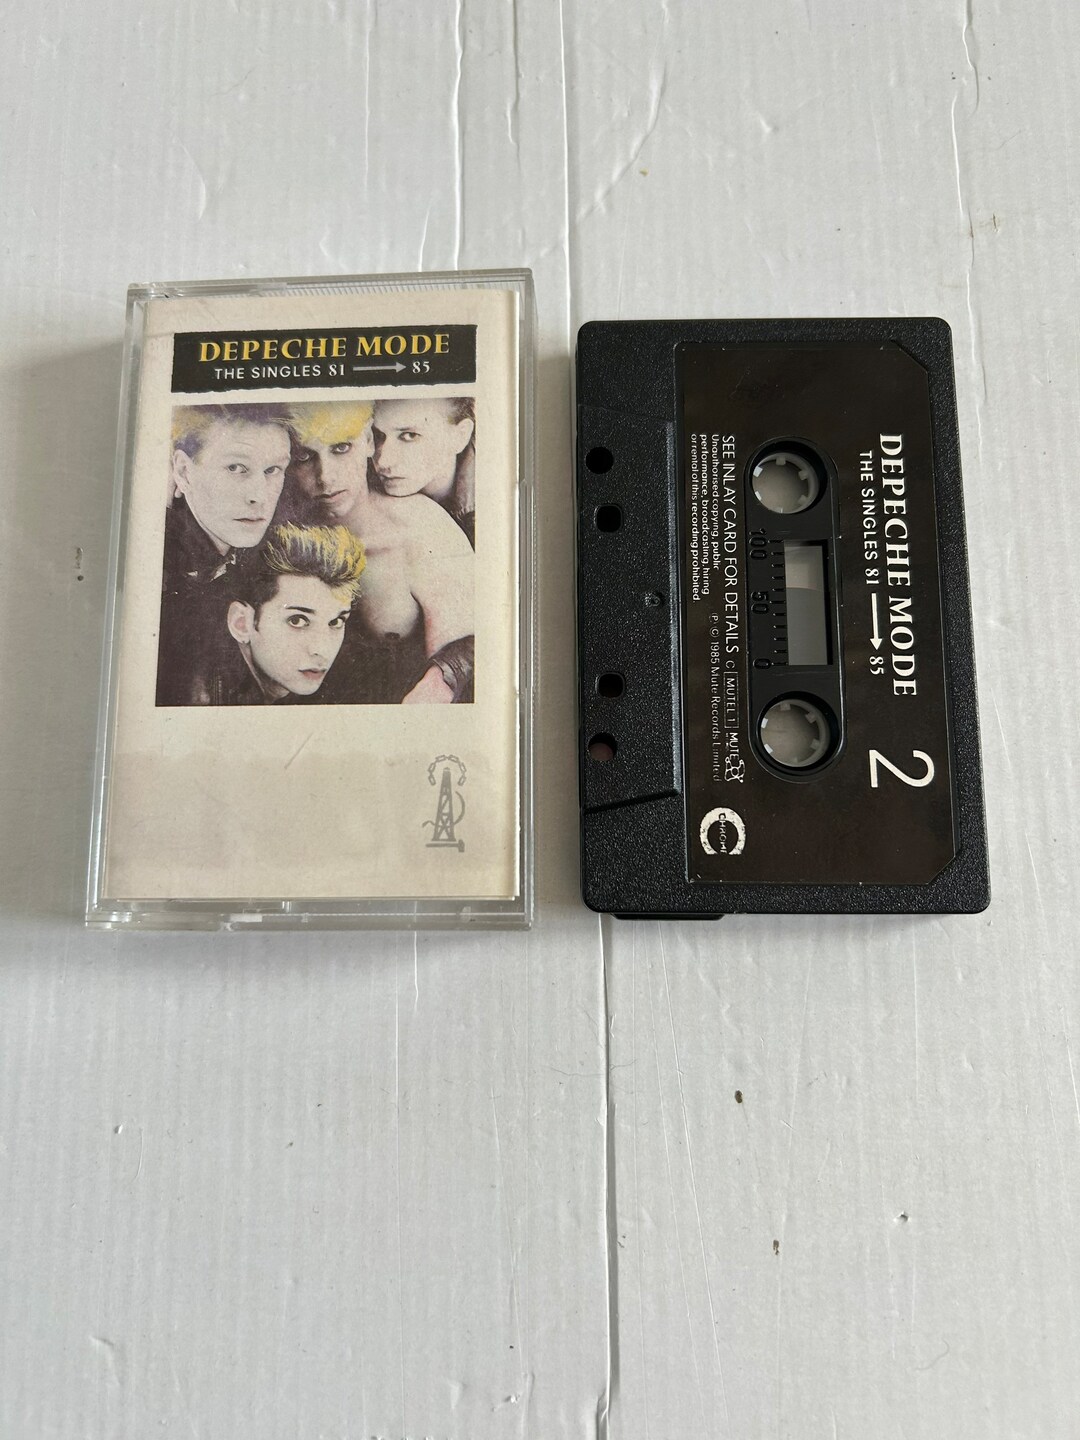 DEPECHE MODE
THE SINGLES 81 → 85
DEPECHE MODE
THE SINGLES 81 → 85
2
100 50 0
SEE INLAY CARD FOR DETAILS
Unauthorised copying, public
performance, broadcasting, hiring
or rental of this recording prohibited.
C MUTEL 1 MUTE
℗ © 1985 Mute Records Limited
CHROME